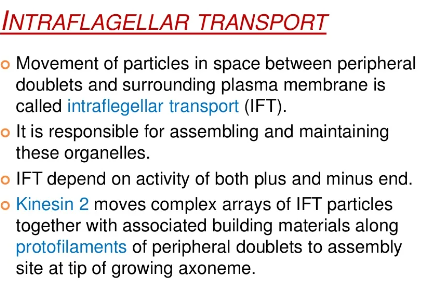 INTRAFLAGELLAR TRANSPORT
Movement of particles in space between peripheral
doublets and surrounding plasma membrane is
called intraflegellar transport (IFT).
It is responsible for assembling and maintaining
these organelles.
IFT depend on activity of both plus and minus end.
Kinesin 2 moves complex arrays of IFT particles
together with associated building materials along
protofilaments of peripheral doublets to assembly
site at tip of growing axoneme.